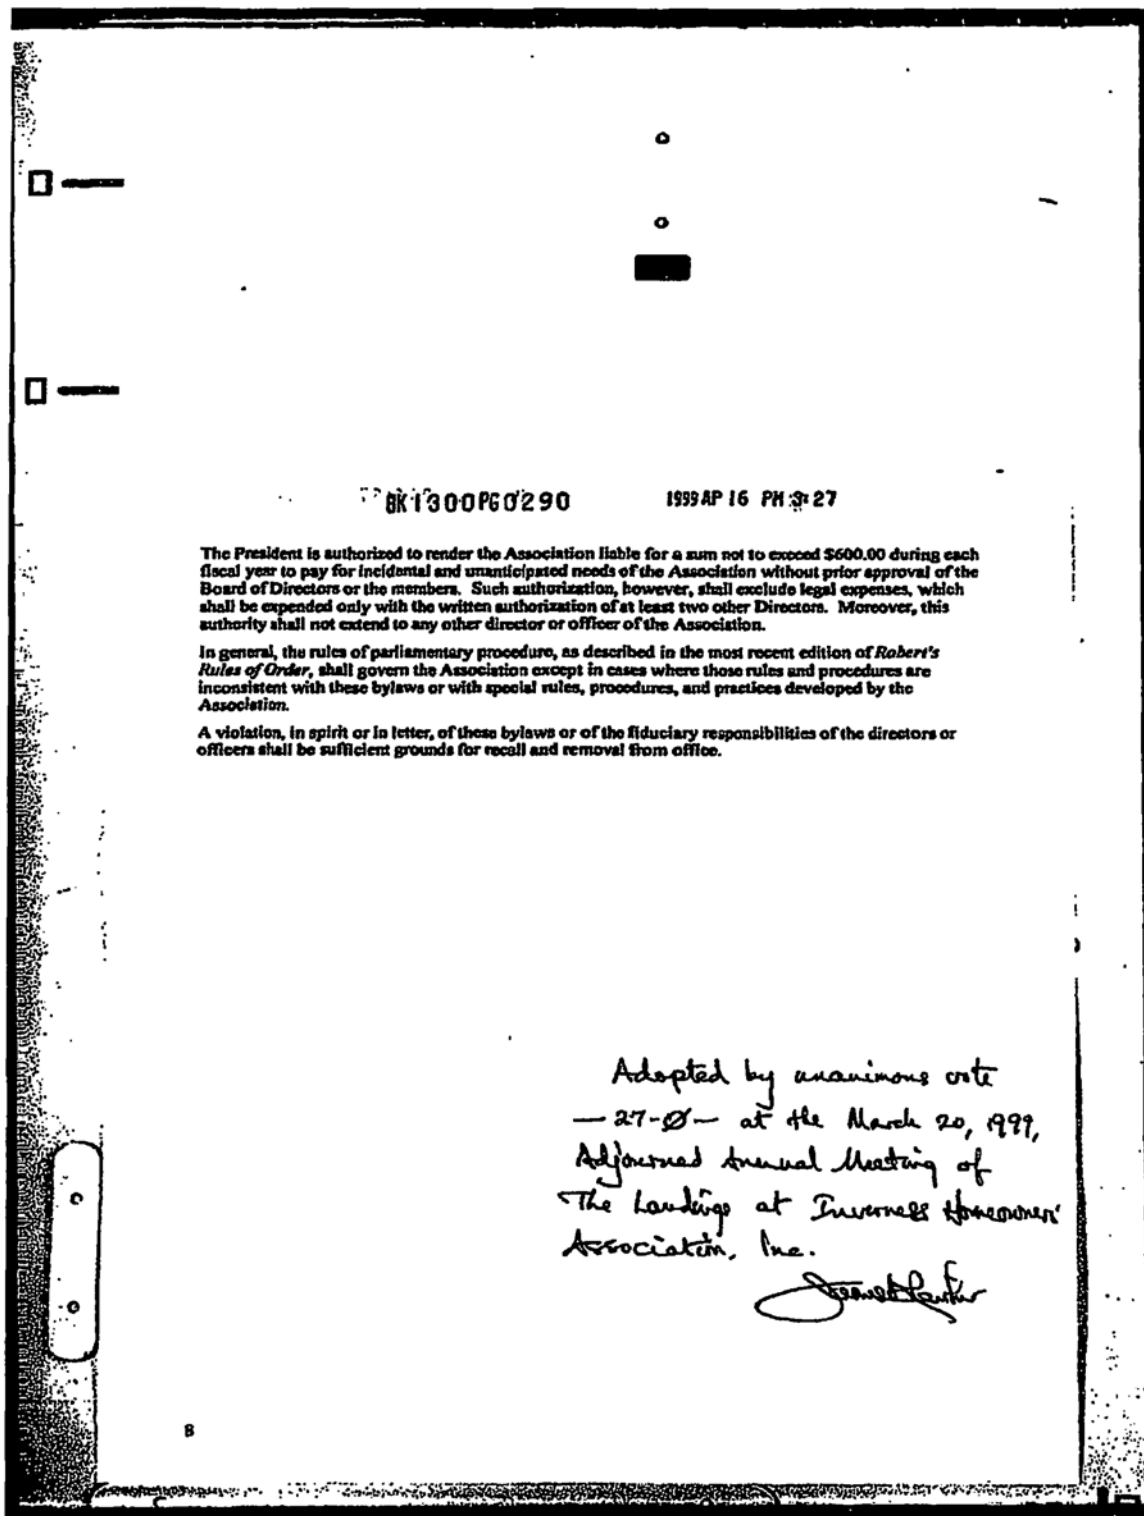 BK1300PG0290 1999 AP 16 PM 3:27
The President is authorized to render the Association liable for a sum not to exceed $600.00 during each
fiscal year to pay for incidental and unanticipated needs of the Association without prior approval of the
Board of Directors or the members. Such authorization, however, shall exclude legal expenses, which
shall be expended only with the written authorization of at least two other Directors. Moreover, this
authority shall not extend to any other director or officer of the Association.
In general, the rules of parliamentary procedure, as described in the most recent edition of Robert's
Rules of Order, shall govern the Association except in cases where those rules and procedures are
inconsistent with these bylaws or with special rules, procedures, and practices developed by the
Association.
A violation, in spirit or in letter, of these bylaws or of the fiduciary responsibilities of the directors or
officers shall be sufficient grounds for recall and removal from office.
Adopted by unanimous vote
— 27-0 — at the March 20, 1999,
Adjourned Annual Meeting of
The Landings at Inverness Homeowners'
Association, Inc.
8